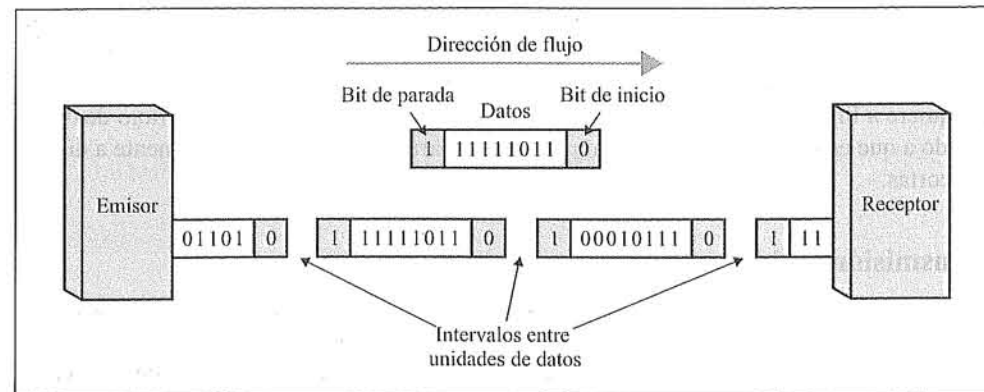 Dirección de flujo
Bit de parada
Datos
Bit de inicio
1 11111011 0
Emisor
Receptor
01101 0
1 11111011 0
1 00010111 0
1 11
Intervalos entre
unidades de datos